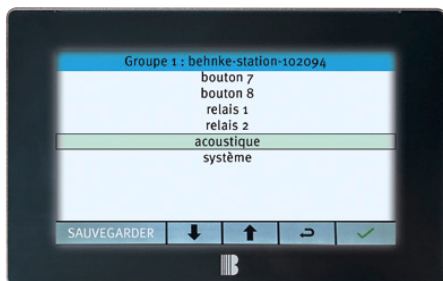 Groupe 1 : behnke-station-102094
bouton 7
bouton 8
relais 1
relais 2
acoustique
système
SAUVEGARDER
B